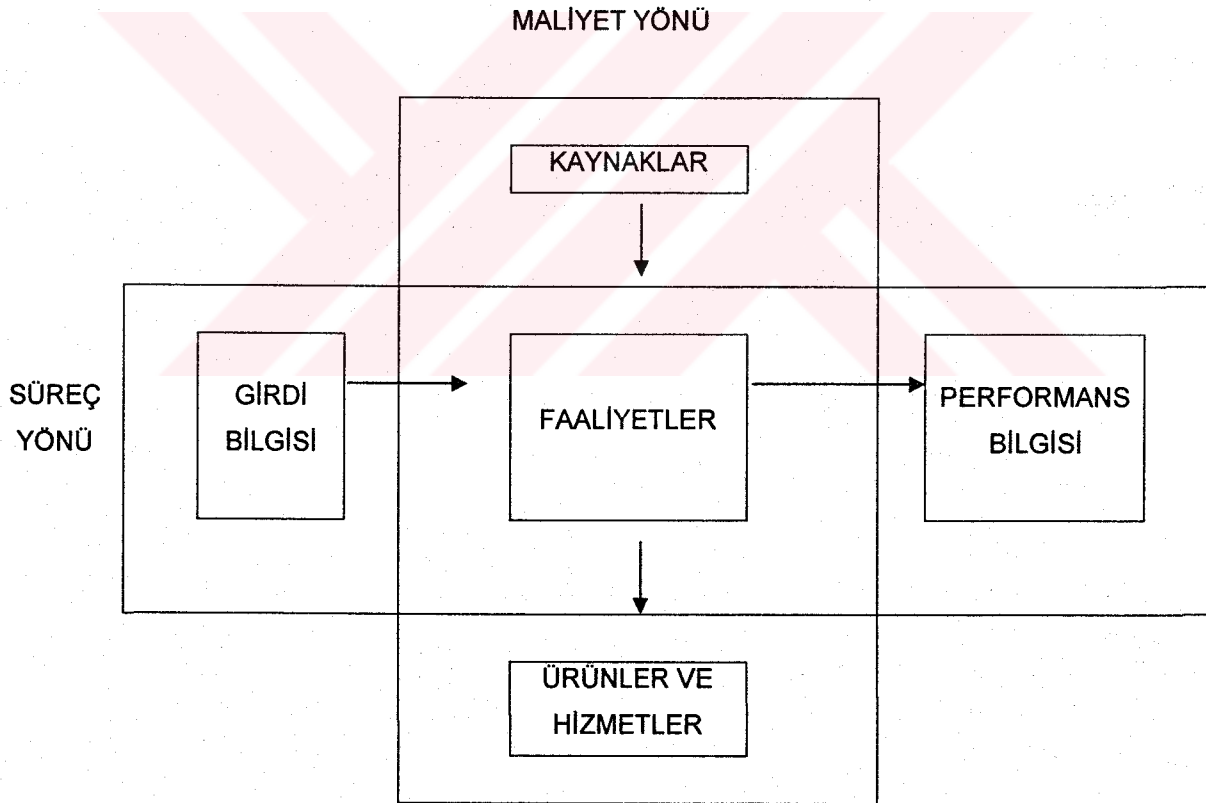 MALİYET YÖNÜ
KAYNAKLAR
SÜREÇ
YÖNÜ
GİRDİ
BİLGİSİ
FAALİYETLER
PERFORMANS
BİLGİSİ
ÜRÜNLER VE
HİZMETLER